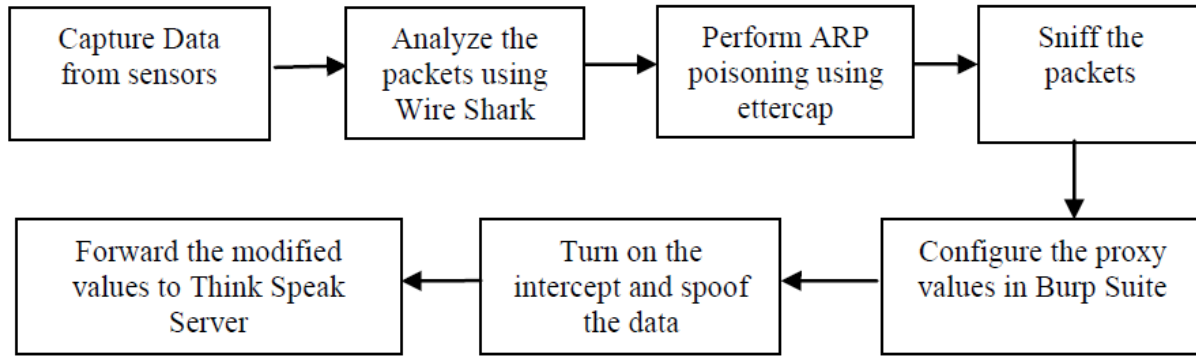 Capture Data
from sensors
Analyze the
packets using
Wire Shark
Perform ARP
poisoning using
ettercap
Sniff the
packets
Configure the proxy
values in Burp Suite
Turn on the
intercept and spoof
the data
Forward the modified
values to Think Speak
Server